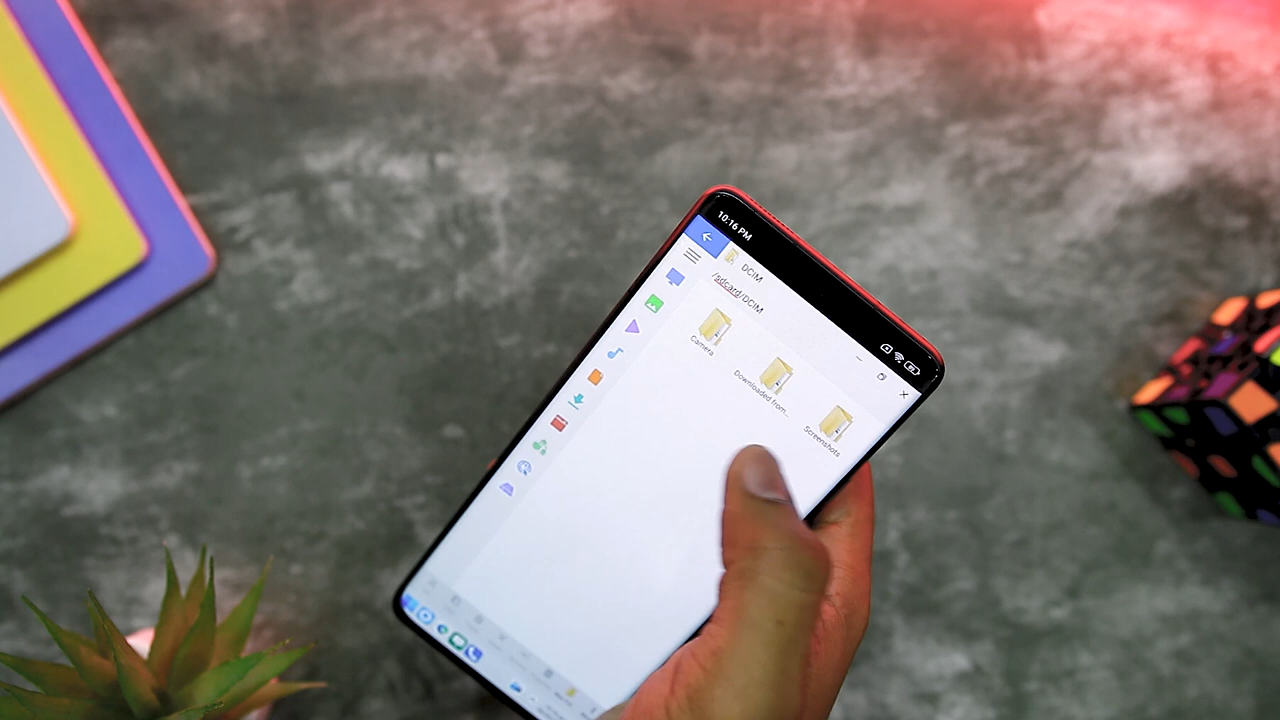 10:16 PM
DCIM
/sdcard/DCIM
Camera
Downloaded from..
Screenshots